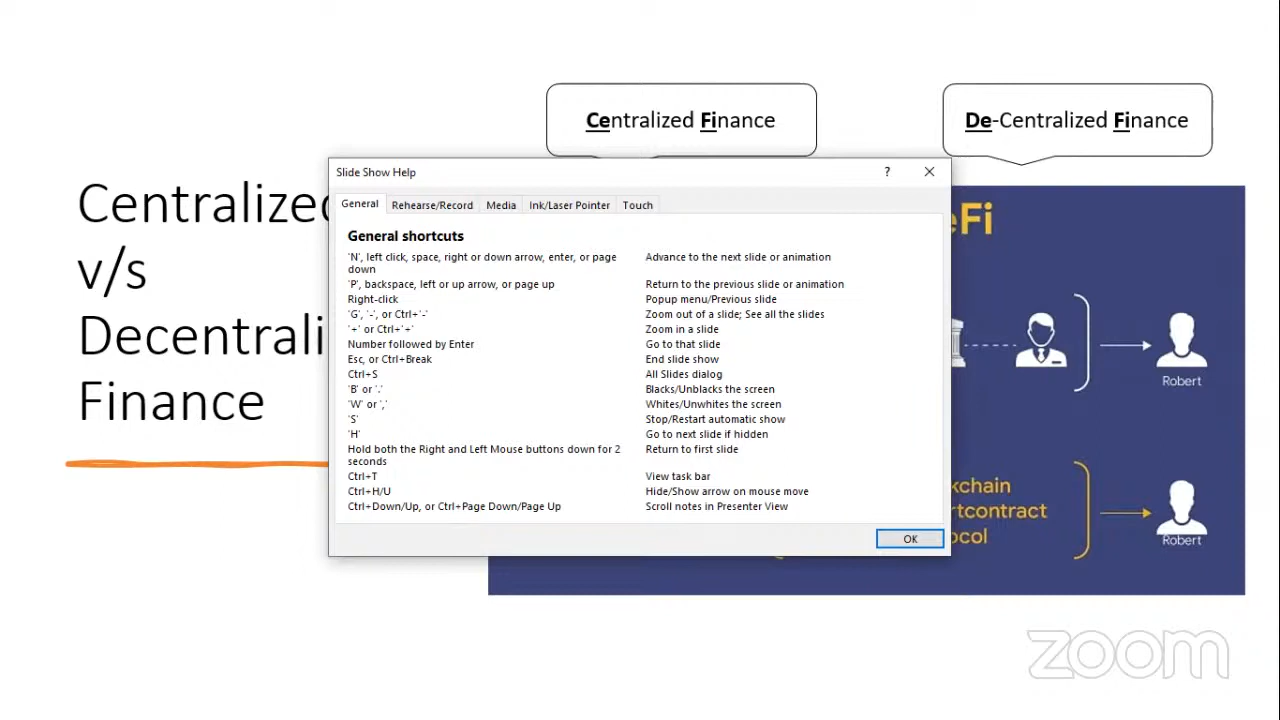 Centralized Finance
De-Centralized Finance
v/s
Finance
Slide Show Help
?
General
Rehearse/Record
Media
Ink/Laser Pointer
Touch
General shortcuts
'N', left click, space, right or down arrow, enter, or page
down
Advance to the next slide or animation
'P', backspace, left or up arrow, or page up
Return to the previous slide or animation
Right-click
Popup menu/Previous slide
'G', '-', or Ctrl+'-'
Zoom out of a slide; See all the slides
'+' or Ctrl+'+'
Zoom in a slide
Number followed by Enter
Go to that slide
Esc, or Ctrl+Break
End slide show
Ctrl+S
All Slides dialog
'B' or '.'
Blacks/Unblacks the screen
'W' or ','
Whites/Unwhites the screen
'S'
Stop/Restart automatic show
'H'
Go to next slide if hidden
Hold both the Right and Left Mouse buttons down for 2
seconds
Return to first slide
Ctrl+T
View task bar
Ctrl+H/U
Hide/Show arrow on mouse move
Ctrl+Down/Up, or Ctrl+Page Down/Page Up
Scroll notes in Presenter View
OK
Robert
Robert
zoom